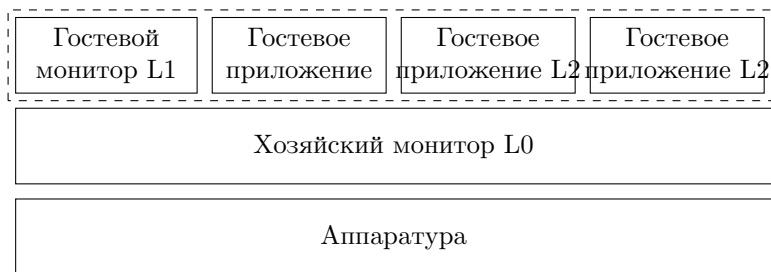 Гостевой
монитор L1
Гостевое
приложение
Гостевое
приложение L2
Гостевое
приложение L2
Хозяйский монитор L0
Аппаратура